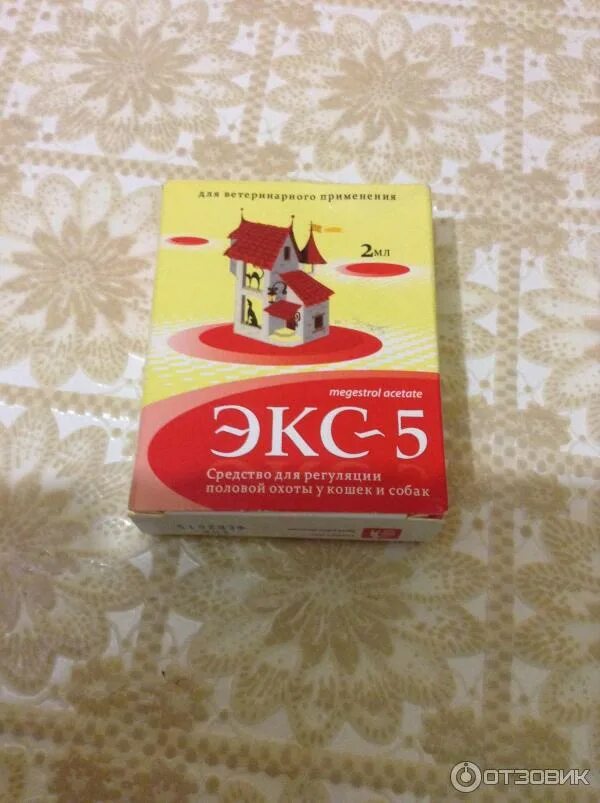 для ветеринарного применения
2мл
megestrol acetate
ЭКС~5
Средство для регуляции
половой охоты у кошек и собак
ОТЗОВИК